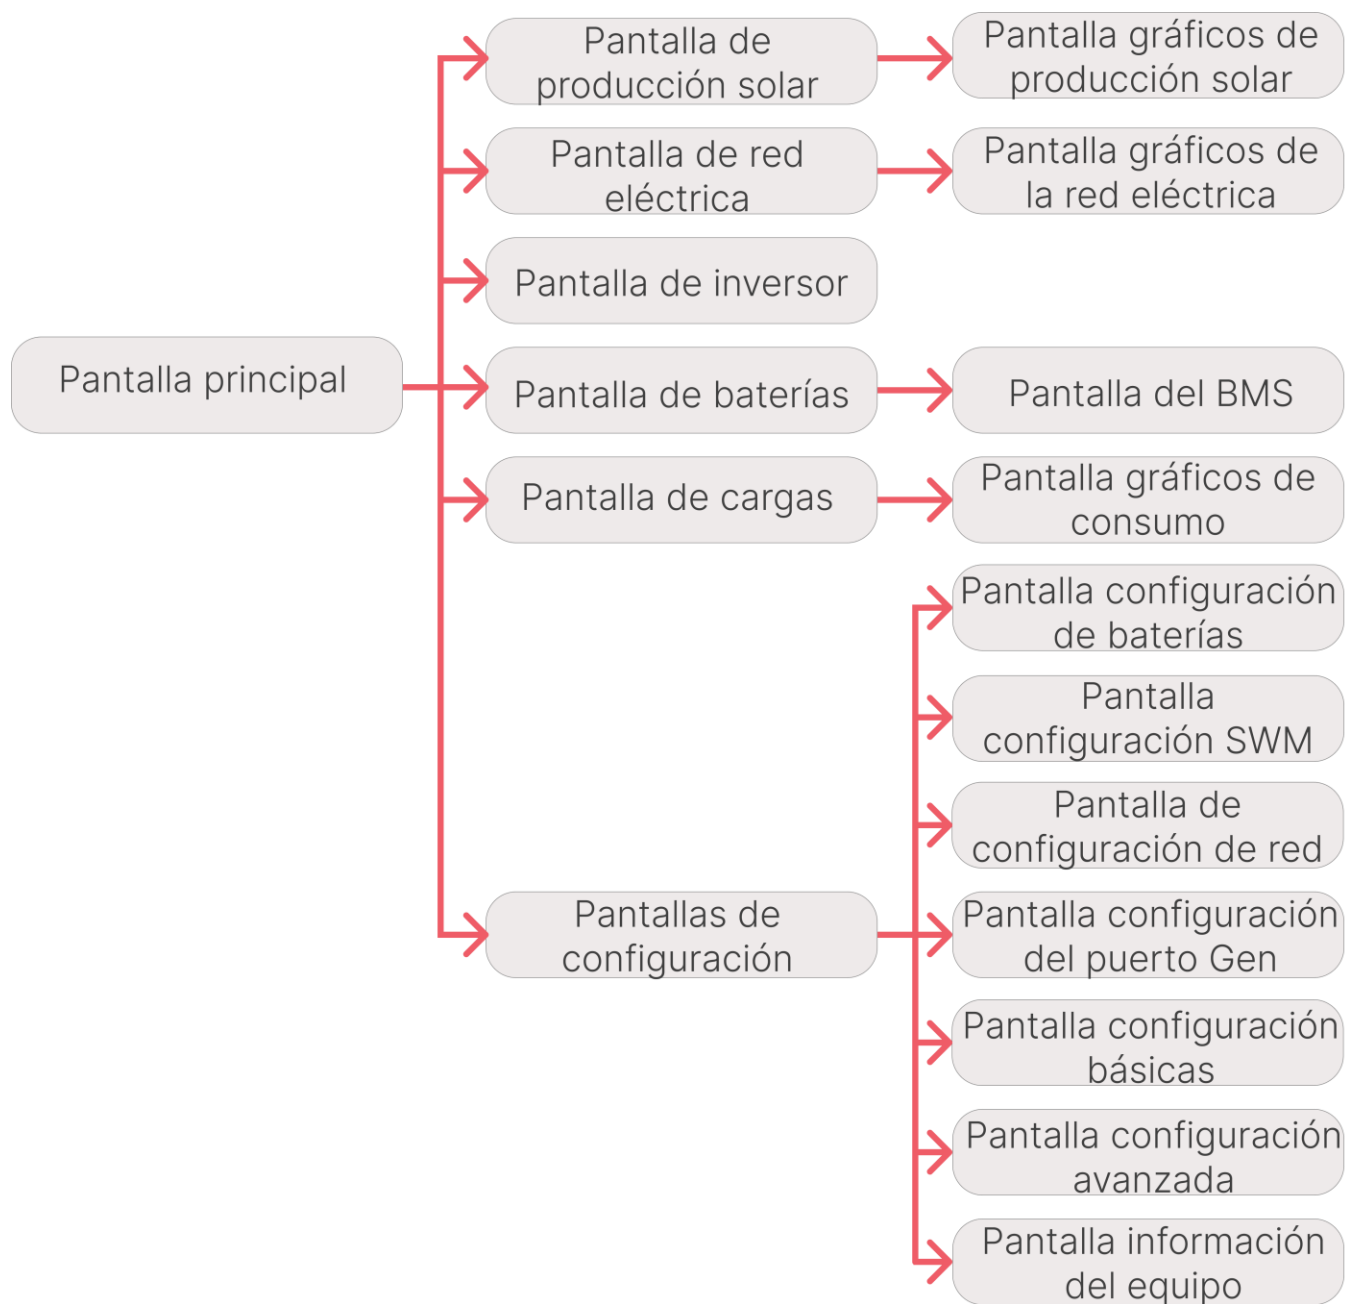 Pantalla principal
Pantalla de
producción solar
Pantalla gráficos de
producción solar
Pantalla de red
eléctrica
Pantalla gráficos de
la red eléctrica
Pantalla de inversor
Pantalla de baterías
Pantalla del BMS
Pantalla de cargas
Pantalla gráficos de
consumo
Pantallas de
configuración
Pantalla configuración
de baterías
Pantalla
configuración SWM
Pantalla de
configuración de red
Pantalla configuración
del puerto Gen
Pantalla configuración
básicas
Pantalla configuración
avanzada
Pantalla información
del equipo